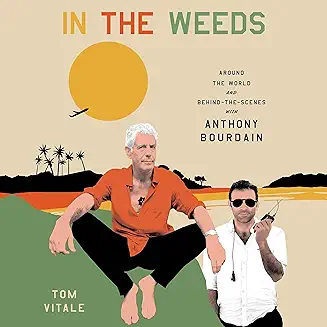 IN THE WEEDS
AROUND
THE WORLD
AND
BEHIND-THE-SCENES
WITH
ANTHONY
BOURDAIN
TOM
VITALE